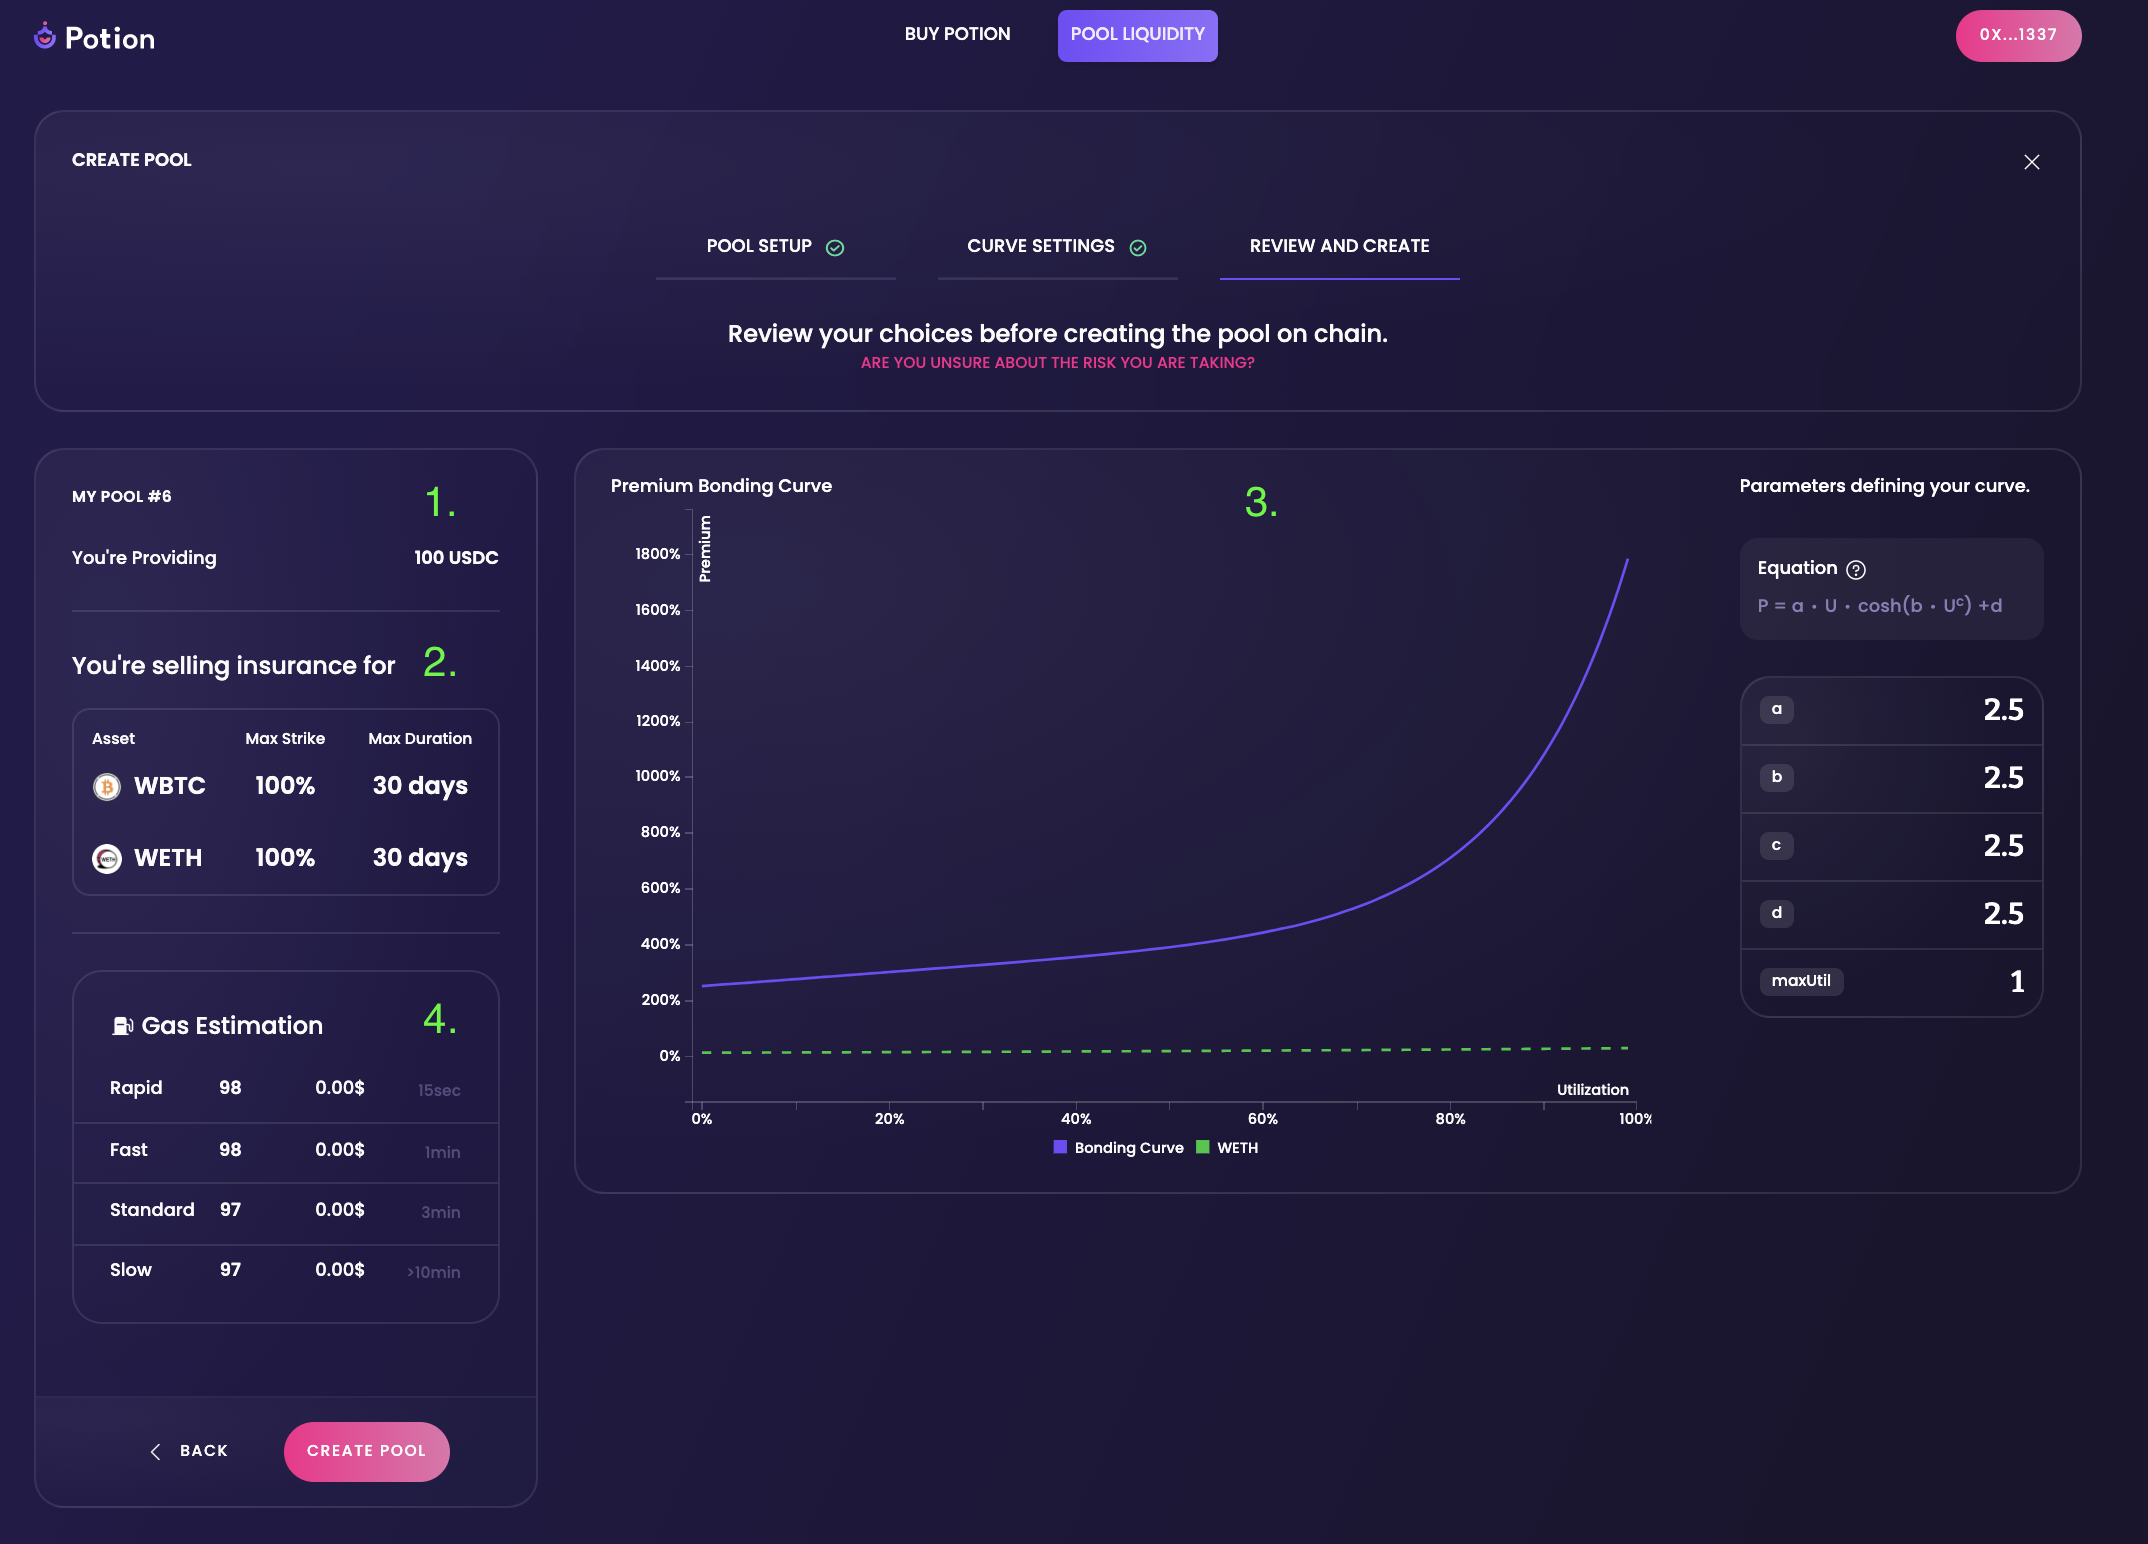 Potion
BUY POTION
POOL LIQUIDITY
0X...1337
CREATE POOL
POOL SETUP
CURVE SETTINGS
REVIEW AND CREATE
Review your choices before creating the pool on chain.
ARE YOU UNSURE ABOUT THE RISK YOU ARE TAKING?
MY POOL #6
1.
You're Providing 100 USDC
You're selling insurance for
2.
Asset Max Strike Max Duration
WBTC 100% 30 days
WETH 100% 30 days
Gas Estimation
4.
Rapid 98 0.00$ 15sec
Fast 98 0.00$ 1min
Standard 97 0.00$ 3min
Slow 97 0.00$ >10min
BACK
CREATE POOL
Premium Bonding Curve
3.
Premium
1800%
1600%
1400%
1200%
1000%
800%
600%
400%
200%
0%
Utilization
0% 20% 40% 60% 80% 100%
Bonding Curve WETH
Parameters defining your curve.
Equation ?
P = a • U • cosh(b • Uᶜ) +d
a 2.5
b 2.5
c 2.5
d 2.5
maxUtil 1